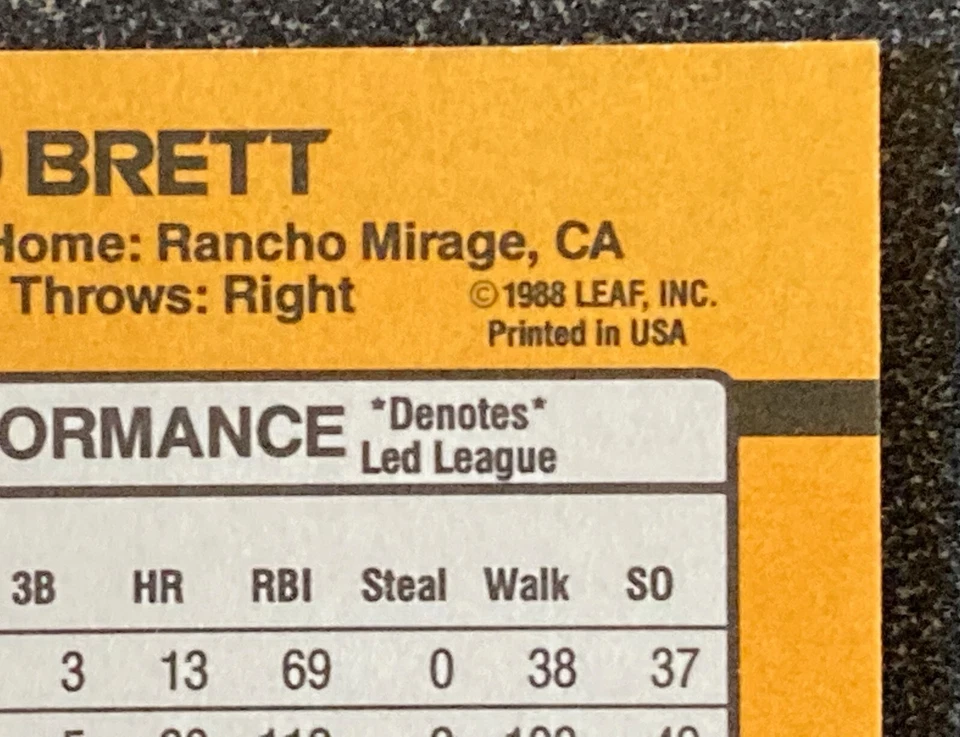 BRETT
Home: Rancho Mirage, CA
Throws: Right
©1988 LEAF, INC.
Printed in USA
ORMANCE *Denotes*
Led League
3B HR RBI Steal Walk SO
3 13 69 0 38 37